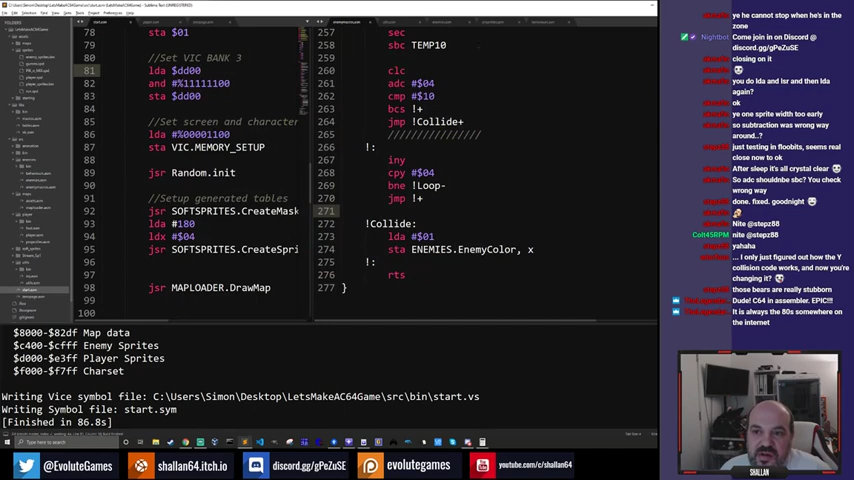 78 sta $01
79
80 //Set VIC BANK 3
81 lda $dd00
82 and #%11111100
83 sta $dd00
84
85 //Set screen and character
86 lda #%00001100
87 sta VIC.MEMORY_SETUP
88
89 jsr Random.init
90
91 //Setup generated tables
92 jsr SOFTSPRITES.CreateMask
93 lda #180
94 ldx #$04
95 jsr SOFTSPRITES.CreateSpri
96
97
98 jsr MAPLOADER.DrawMap
99
100
257 sec
258 sbc TEMP10
260 clc
261 adc #$04
262 cmp #$10
263 bcs !+
264 jmp !Collide+
265 ////////////////
266 !:
267 iny
268 cpy #$04
269 bne !Loop-
270 jmp !+
271
272 !Collide:
273 lda #$01
274 sta ENEMIES.EnemyColor, x
275 !:
276 rts
277 }
$8000-$82df Map data
$c400-$cfff Enemy Sprites
$d000-$e3ff Player Sprites
$f000-$f7ff Charset
Writing Vice symbol file: C:\Users\Simon\Desktop\LetsMakeAC64Game\src\bin\start.vs
Writing Symbol file: start.sym
[Finished in 86.8s]
Type here to search
ye he cannot stop when he's in the
zone
Nightbot Come join in on Discord @
discord.gg/gPeZuSE
closing on it
you do lda and lsr and then lda
again?
ok
ye one sprite width too early
so subtraction was wrong way
around..?
just testing in floobits, seems real
close now to ok
After sleep it's all crystal clear
So adc shouldnbe sbc? You check
wrong way
done. fixed. goodnight
Nite @stepz88
Colt45RPM nite @stepz88
yahaha
... I only just figured out how the Y
collision code works, and now you're
changing it?
those bears are really stubborn
Dude! C64 in assembler. EPIC!!!
It is always the 80s somewhere on
the internet
SHALLAN
@EvoluteGames
shallan64.itch.io
discord.gg/gPeZuSE
evolutegames
youtube.com/c/shallan64